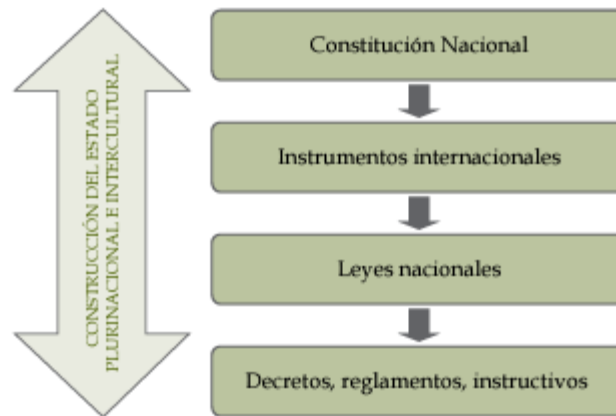 CONSTRUCCIÓN DEL ESTADO
PLURINACIONAL E INTERCULTURAL
Constitución Nacional
Instrumentos internacionales
Leyes nacionales
Decretos, reglamentos, instructivos